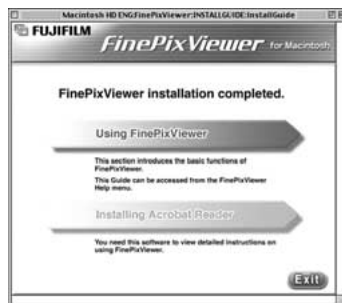 Macintosh HD ENG:FinePixViewer:INSTALLGUIDE:InstallGuide
FUJIFILM
FinePixViewer for Macintosh
FinePixViewer installation completed.
Using FinePixViewer
This section introduces the basic functions of
FinePixViewer.
This Guide can be accessed from the FinePixViewer
Help menu.
Installing Acrobat Reader
You need this software to view detailed instructions on
using FinePixViewer.
Exit